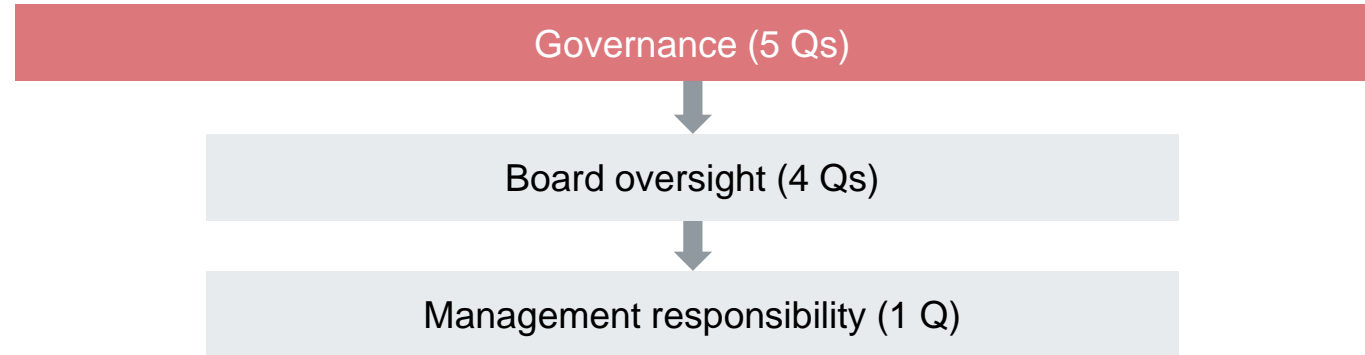 Governance (5 Qs)
Board oversight (4 Qs)
Management responsibility (1 Q)